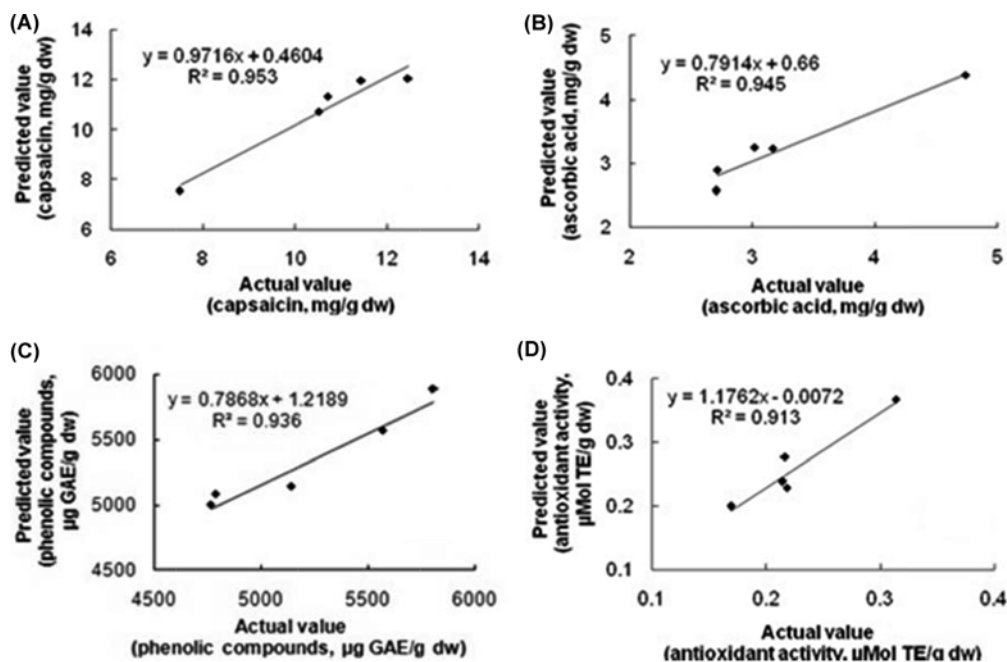 (A)
14
12
10
8
6
Predicted value
(capsaicin, mg/g dw)
y = 0.9716x + 0.4604
R² = 0.953
6 8 10 12 14
Actual value
(capsaicin, mg/g dw)
(B)
5
4
3
2
Predicted value
(ascorbic acid, mg/g dw)
y = 0.7914x + 0.66
R² = 0.945
2 3 4 5
Actual value
(ascorbic acid, mg/g dw)
(C)
6000
5500
5000
4500
Predicted value
(phenolic compounds,
µg GAE/g dw)
y = 0.7868x + 1.2189
R² = 0.936
4500 5000 5500 6000
Actual value
(phenolic compounds, µg GAE/g dw)
(D)
0.4
0.3
0.2
0.1
Predicted value
(antioxidant activity,
µMol TE/g dw)
y = 1.1762x - 0.0072
R² = 0.913
0.1 0.2 0.3 0.4
Actual value
(antioxidant activity, µMol TE/g dw)